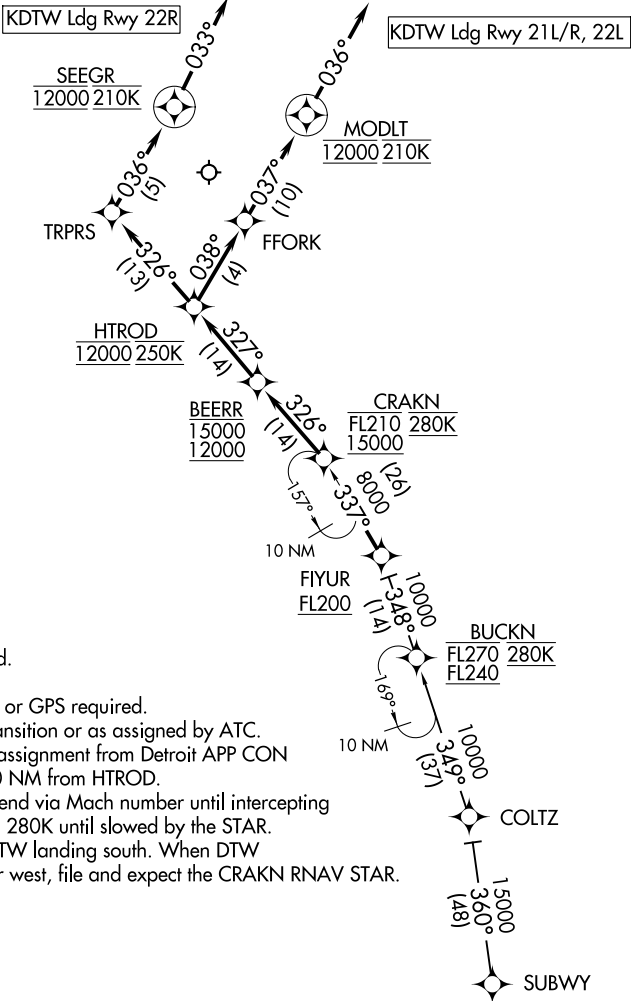 KDTW Ldg Rwy 22R
KDTW Ldg Rwy 21L/R, 22L
033°
036°
SEEGR
12000 210K
MODLT
12000 210K
036°
(5)
037°
(10)
TRPRS
FFORK
326°
(13)
038°
(4)
HTROD
12000 250K
327°
(14)
BEERR
15000
12000
326°
(14)
CRAKN
FL210 280K
15000
(26)
8000
337°
157°
10 NM
FIYUR
FL200
10000
348°
(14)
BUCKN
FL270 280K
FL240
169°
10 NM
10000
349°
(37)
COLTZ
15000
360°
(48)
SUBWY
d.
or GPS required.
ansition or as assigned by ATC.
assignment from Detroit APP CON
0 NM from HTROD.
end via Mach number until intercepting
280K until slowed by the STAR.
TW landing south. When DTW
r west, file and expect the CRAKN RNAV STAR.